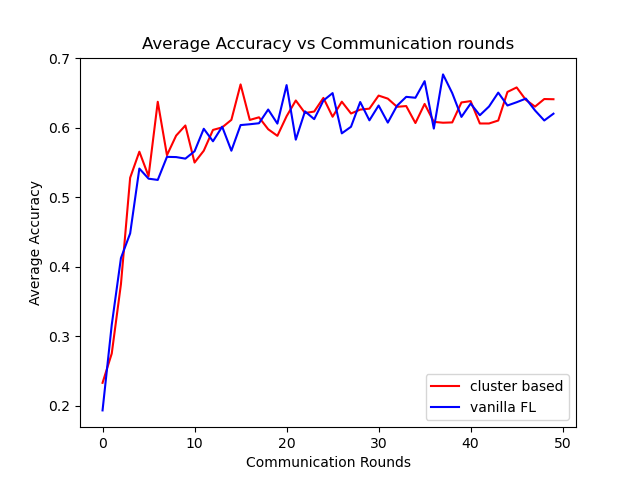 Average Accuracy vs Communication rounds
0.7
0.6
0.5
0.4
0.3
0.2
Average Accuracy
0 10 20 30 40 50
Communication Rounds
cluster based
vanilla FL